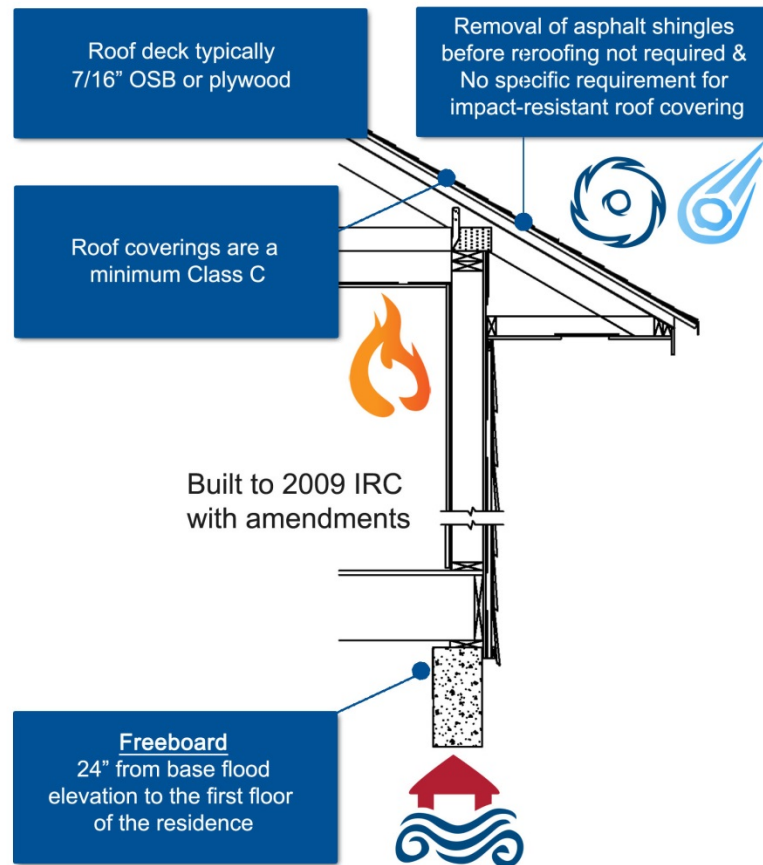 Roof deck typically
7/16” OSB or plywood
Removal of asphalt shingles
before reroofing not required &
No specific requirement for
impact-resistant roof covering
Roof coverings are a
minimum Class C
Built to 2009 IRC
with amendments
Freeboard
24” from base flood
elevation to the first floor
of the residence